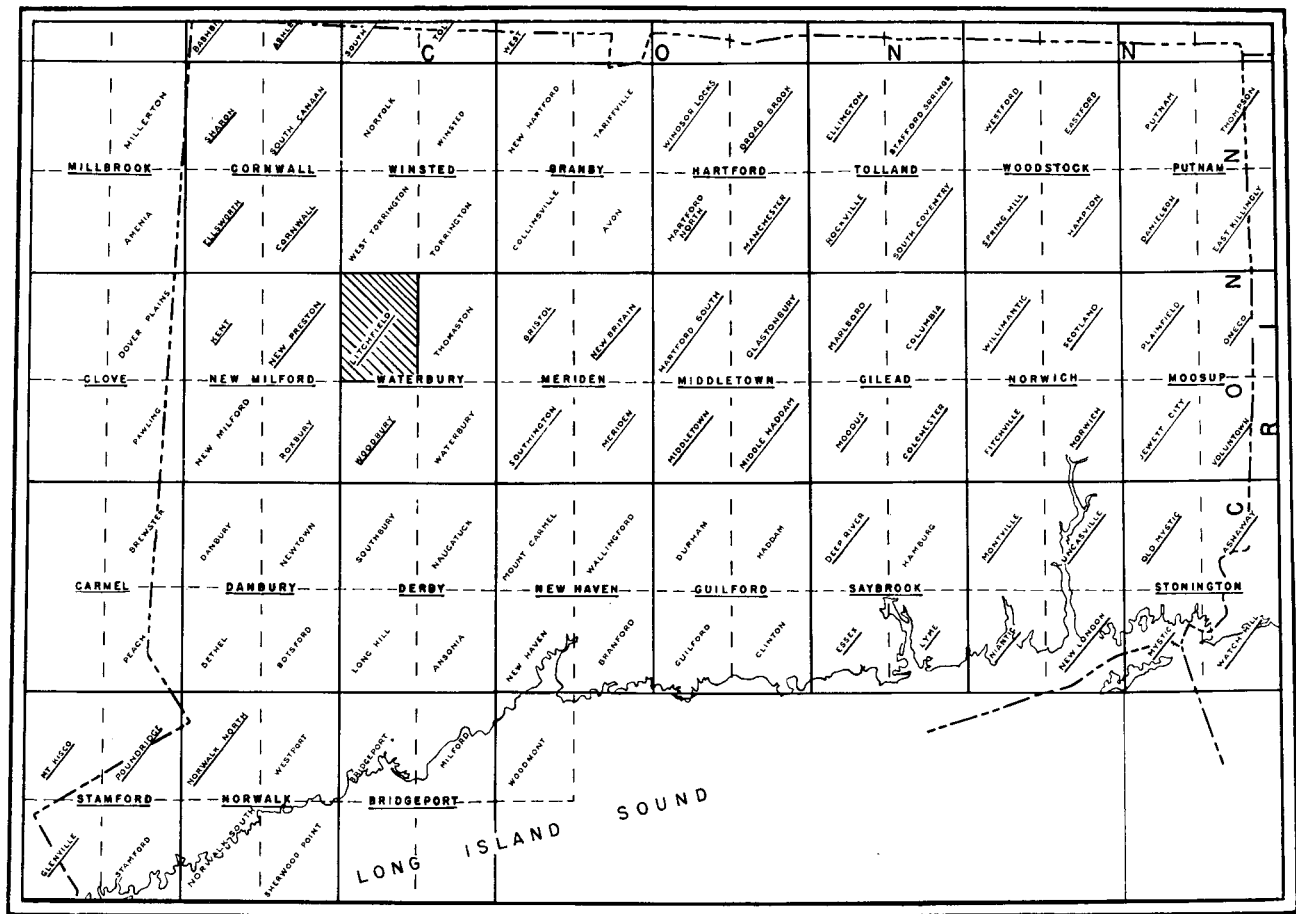 BASHBI
ASHLE
SOUTH
TOL
WEST
C O N N
MILLERTON
SHARON
SOUTH CANAAN
NORFOLK
WINSTED
NEW HARTFORD
TARIFFVILLE
WINDSOR LOCKS
BROAD BROOK
ELLINGTON
STAFFORD SPRINGS
WESTFORD
EASTFORD
PUTNAM
THOMPSON
MILLBROOK
CORNWALL
WINSTED
GRANBY
HARTFORD
TOLLAND
WOODSTOCK
PUTNAM
AMENIA
ELLSWORTH
CORNWALL
WEST TORRINGTON
TORRINGTON
COLLINSVILLE
AVON
HARTFORD NORTH
MANCHESTER
ROCKVILLE
SOUTH COVENTRY
SPRING HILL
HAMPTON
DANIELSON
EAST KILLINGLY
DOVER PLAINS
KENT
NEW PRESTON
LITCHFIELD
THOMASTON
BRISTOL
NEW BRITAIN
HARTFORD SOUTH
GLASTONBURY
MARLBORO
COLUMBIA
WILLIMANTIC
SCOTLAND
PLAINFIELD
ONECO
CLOVE
NEW MILFORD
WATERBURY
MERIDEN
MIDDLETOWN
GILEAD
NORWICH
MOOSUP
PAWLING
NEW MILFORD
ROXBURY
WOODBURY
WATERBURY
SOUTHINGTON
MERIDEN
MIDDLETOWN
MIDDLE HADDAM
MOODUS
COLCHESTER
FITCHVILLE
NORWICH
JEWETT CITY
VOLUNTOWN
C O N N
R I
BREWSTER
DANBURY
NEWTOWN
SOUTHBURY
NAUGATUCK
MOUNT CARMEL
WALLINGFORD
DURHAM
HADDAM
DEEP RIVER
HAMBURG
MONTVILLE
UNCASVILLE
OLD MYSTIC
ASHAWAY
CARMEL
DANBURY
DERBY
NEW HAVEN
GUILFORD
SAYBROOK
STONINGTON
PEACH
BETHEL
BOTSFORD
LONG HILL
ANSONIA
NEW HAVEN
BRANFORD
GUILFORD
CLINTON
ESSEX
LYME
NIANTIC
NEW LONDON
MYSTIC
WATCH HILL
MT KISCO
POUNDRIDGE
NORWALK NORTH
WESTPORT
BRIDGEPORT
MILFORD
WOODMONT
STAMFORD
NORWALK
BRIDGEPORT
GLENVILLE
STAMFORD
NORWALK SOUTH
SHERWOOD POINT
LONG ISLAND SOUND